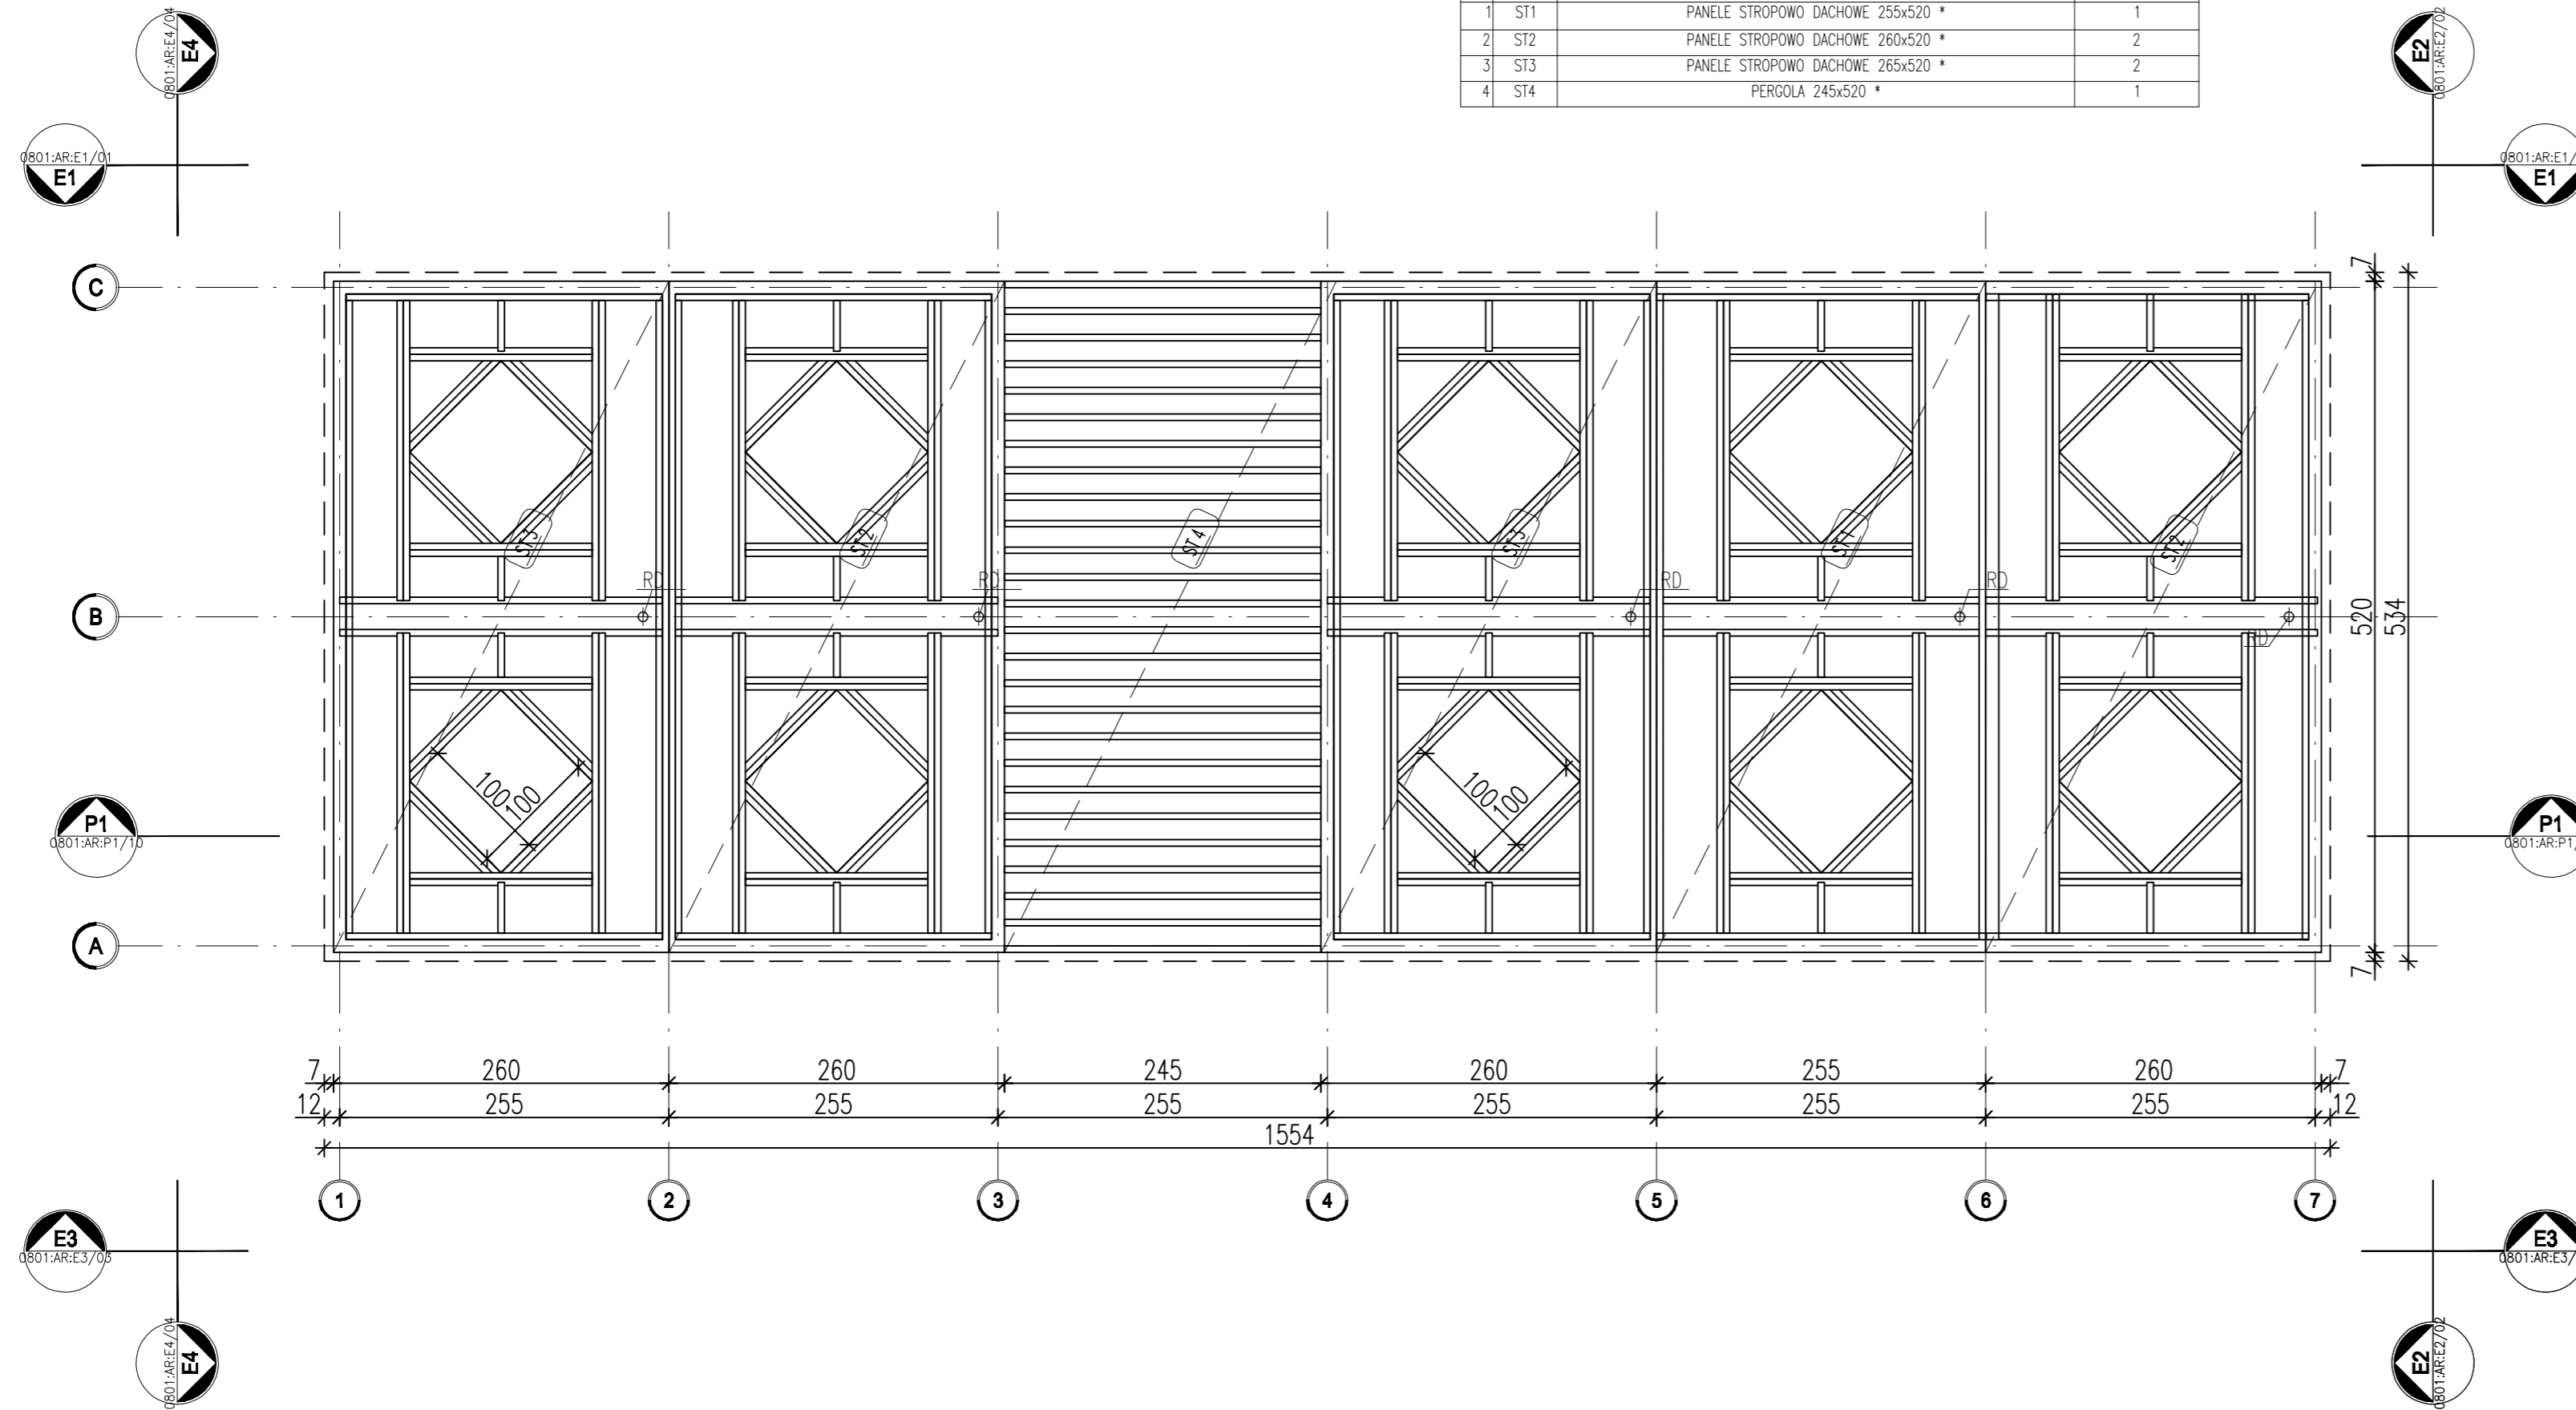 1 ST1 PANELE STROPOWO DACHOWE 255x520 * 1
2 ST2 PANELE STROPOWO DACHOWE 260x520 * 2
3 ST3 PANELE STROPOWO DACHOWE 265x520 * 2
4 ST4 PERGOLA 245x520 * 1
0801:AR:E4/04
E4
E2
0801:AR:E2/02
0801:AR:E1/01
E1
0801:AR:E1/
E1
C
7
ST3
ST2
ST4
ST3
ST1
ST2
RD
RD
RD
RD
RD
B
520
534
100
100
100
100
P1
0801:AR:P1/10
P1
0801:AR:P1/
A
7
7 260 260 245 260 255 260 7
12 255 255 255 255 255 255 12
1554
1 2 3 4 5 6 7
E3
0801:AR:E3/03
E3
0801:AR:E3/
0801:AR:E4/04
E4
E2
0801:AR:E2/02